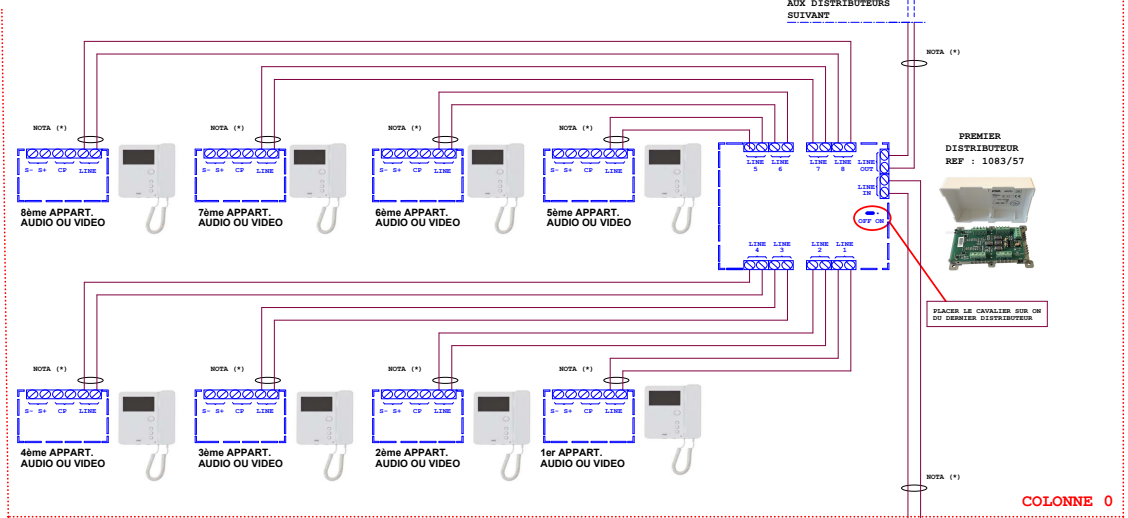 AUX DISTRIBUTEURS
SUIVANT
NOTA (*)
NOTA (*)
NOTA (*)
NOTA (*)
NOTA (*)
S- S+ CP LINE
S- S+ CP LINE
S- S+ CP LINE
S- S+ CP LINE
8ème APPART.
AUDIO OU VIDEO
7ème APPART.
AUDIO OU VIDEO
6ème APPART.
AUDIO OU VIDEO
5ème APPART.
AUDIO OU VIDEO
LINE 5
LINE 6
LINE 7
LINE 8
LINE OUT
LINE IN
OFF ON
LINE 4
LINE 3
LINE 2
LINE 1
PREMIER
DISTRIBUTEUR
REF : 1083/57
PLACER LE CAVALIER SUR ON
DU DERNIER DISTRIBUTEUR
NOTA (*)
NOTA (*)
NOTA (*)
NOTA (*)
S- S+ CP LINE
S- S+ CP LINE
S- S+ CP LINE
S- S+ CP LINE
4ème APPART.
AUDIO OU VIDEO
3ème APPART.
AUDIO OU VIDEO
2ème APPART.
AUDIO OU VIDEO
1er APPART.
AUDIO OU VIDEO
NOTA (*)
COLONNE 0